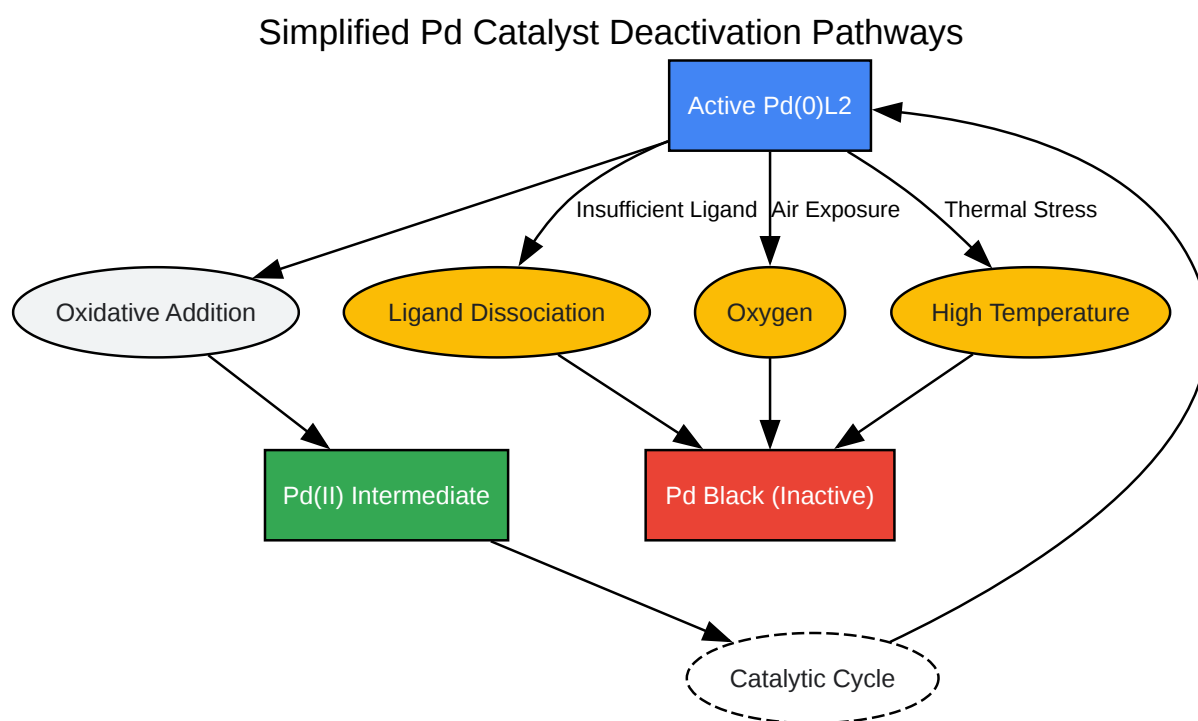 Simplified Pd Catalyst Deactivation Pathways
Active Pd(0)L2
Insufficient Ligand
Air Exposure
Thermal Stress
Oxidative Addition
Ligand Dissociation
Oxygen
High Temperature
Pd(II) Intermediate
Pd Black (Inactive)
Catalytic Cycle